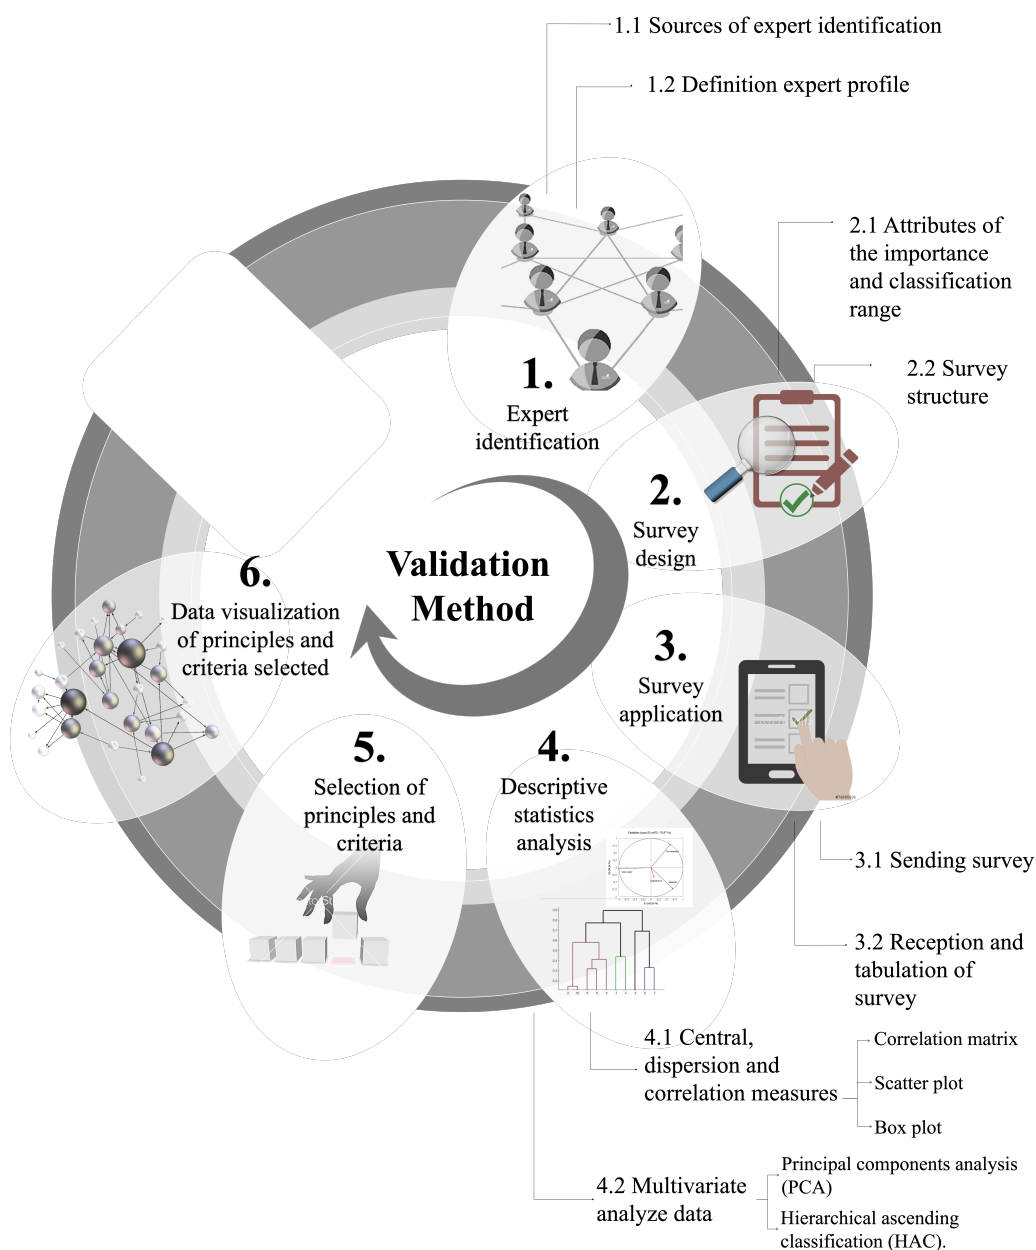 1.1 Sources of expert identification
1.2 Definition expert profile
2.1 Attributes of
the importance
and classification
range
2.2 Survey
structure
1.
Expert
identification
2.
Survey
design
Validation
Method
3.
Survey
application
3.1 Sending survey
3.2 Reception and
tabulation of
survey
4.
Descriptive
statistics
analysis
4.1 Central,
dispersion and
correlation measures
Correlation matrix
Scatter plot
Box plot
4.2 Multivariate
analyze data
Principal components analysis
(PCA)
Hierarchical ascending
classification (HAC).
5.
Selection of
principles and
criteria
6.
Data visualization
of principles and
criteria selected